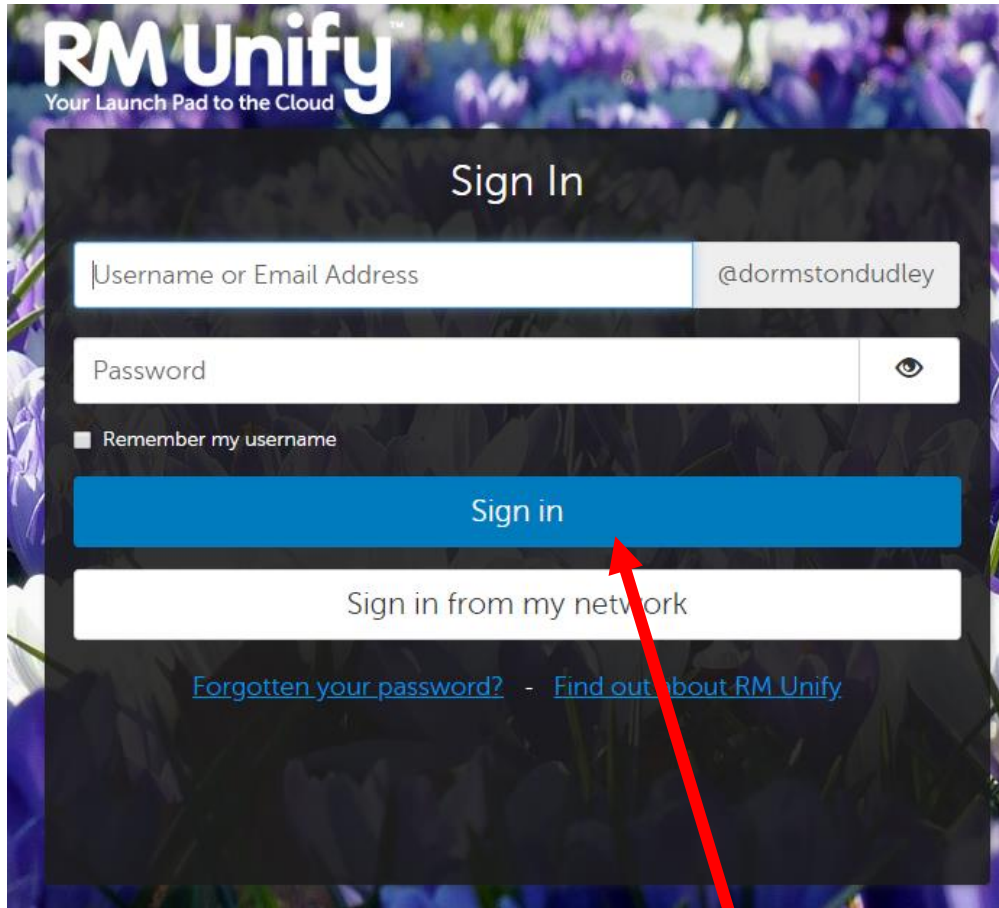 RM Unify™
Your Launch Pad to the Cloud
Sign In
Username or Email Address @dormstondudley
Password
Remember my username
Sign in
Sign in from my network
Forgotten your password? - Find out about RM Unify